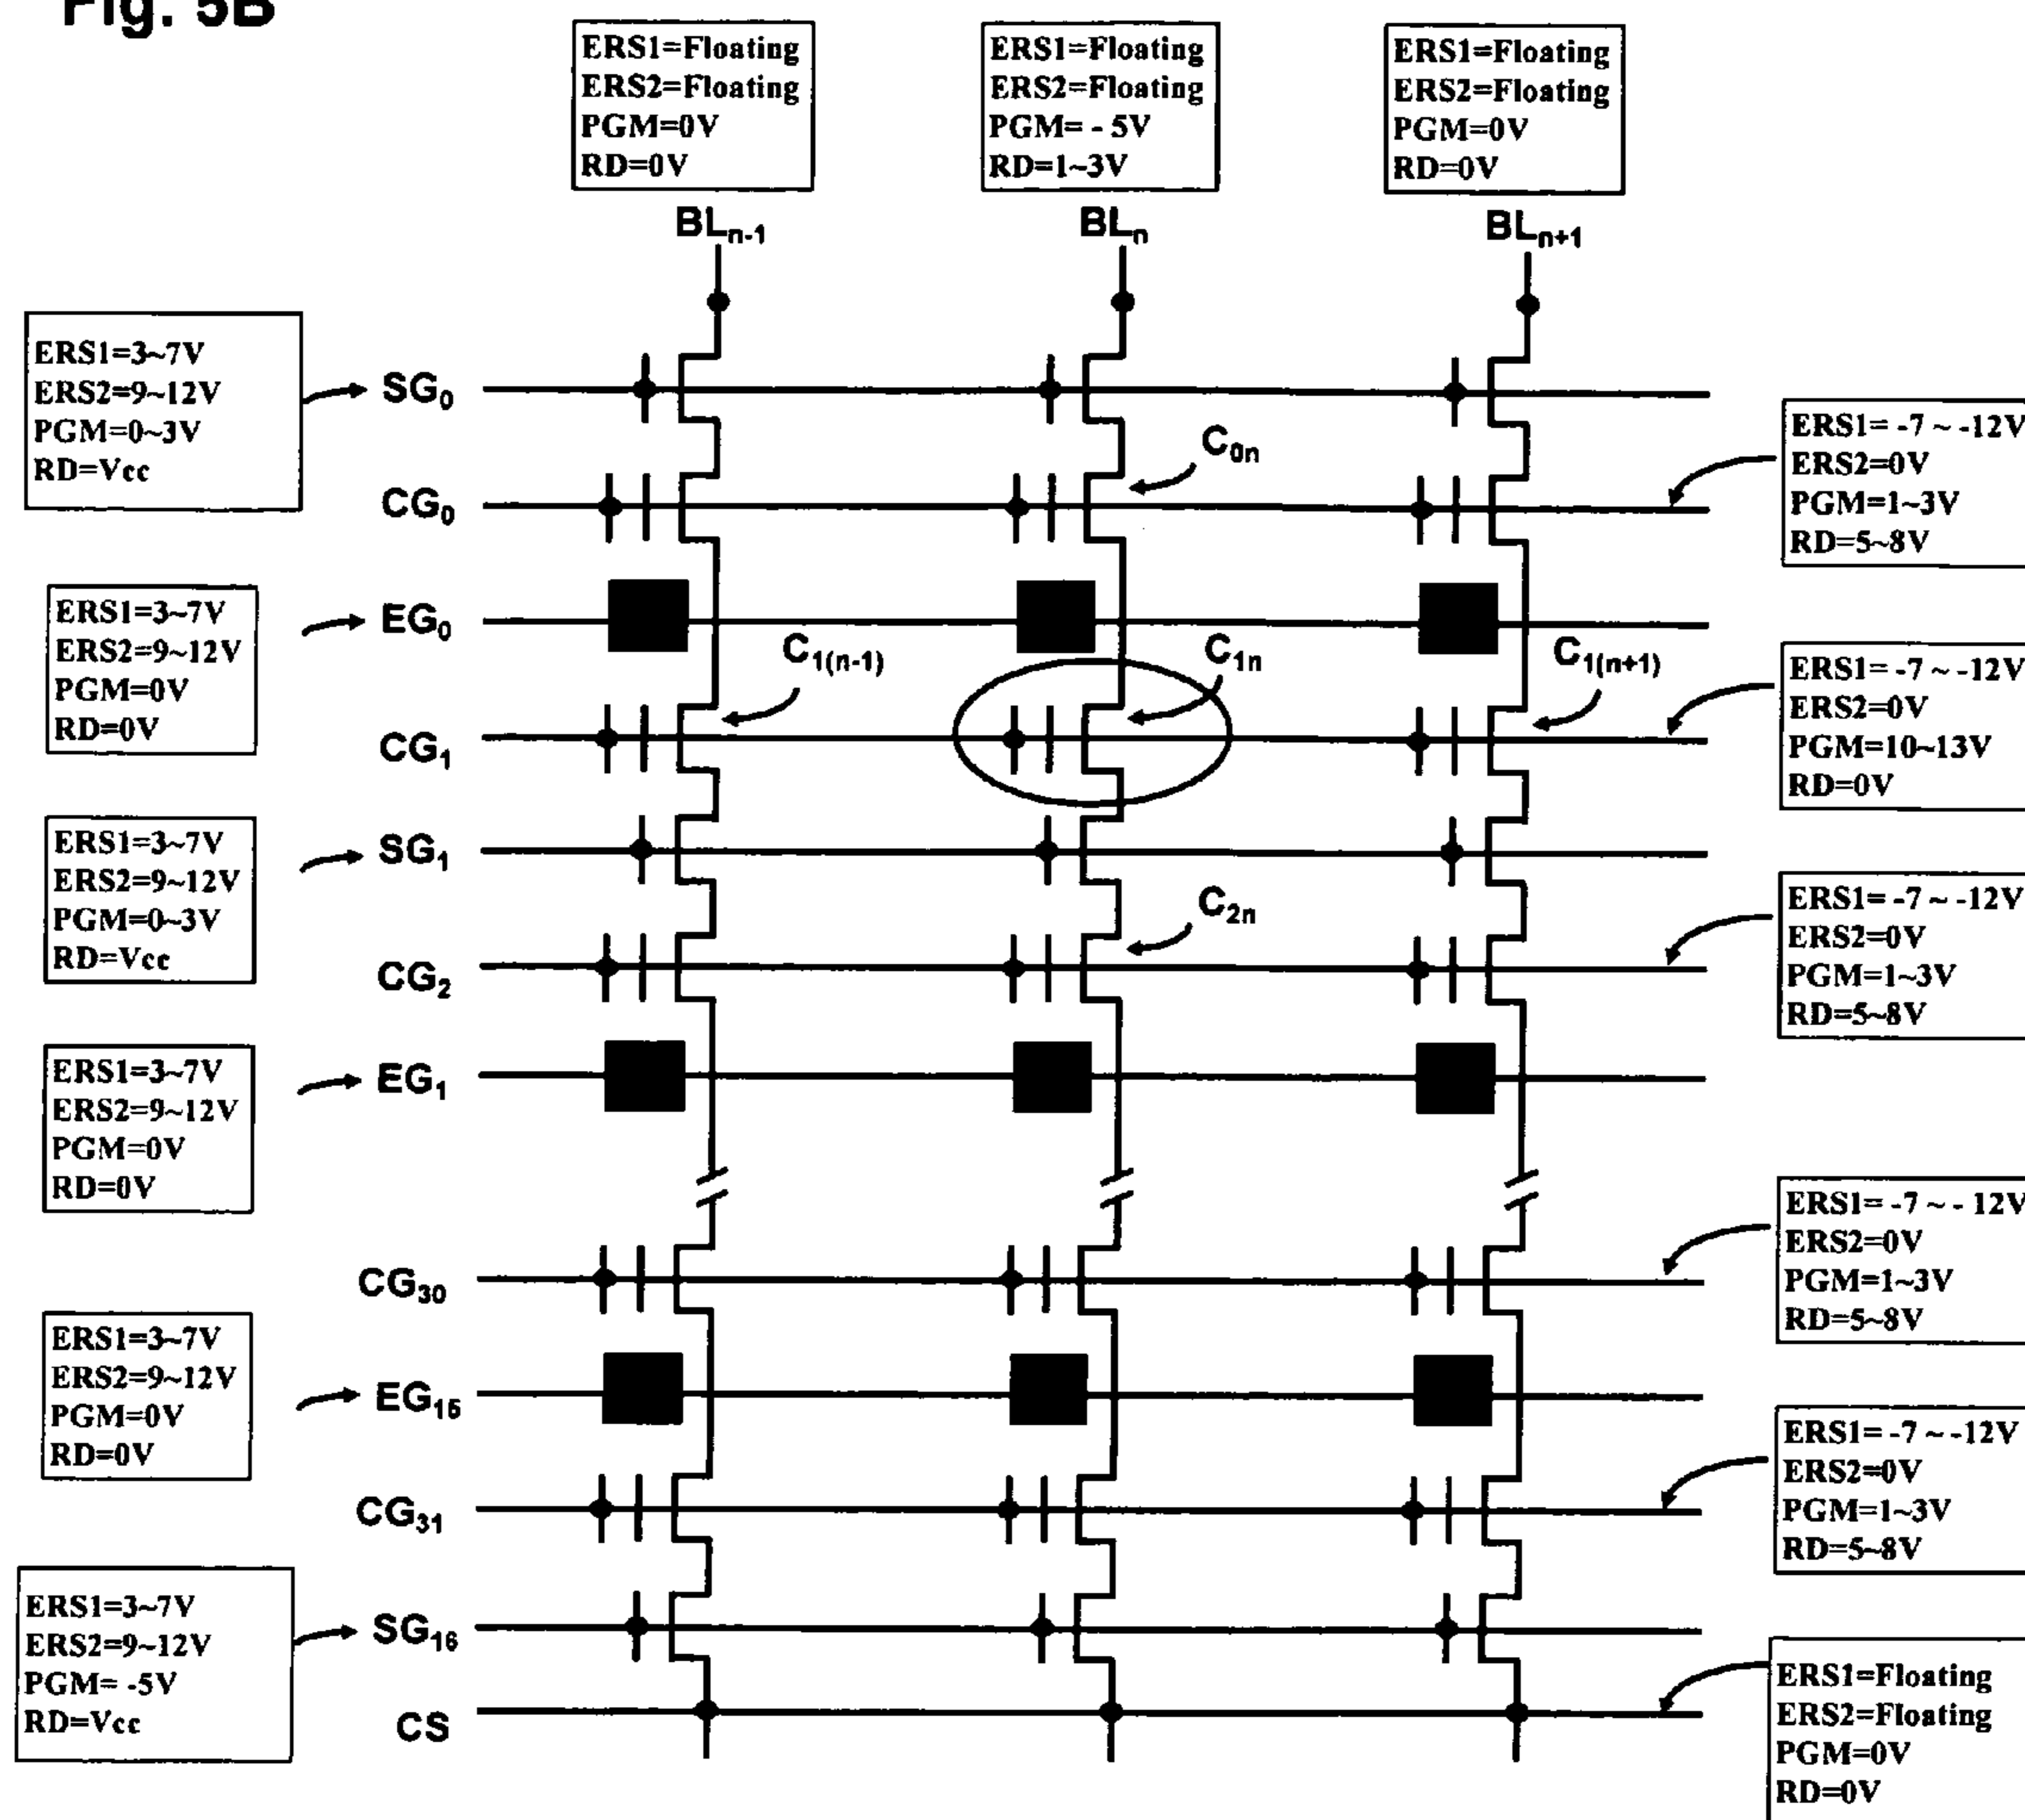 Fig. 5B
ERS1=Floating
ERS2=Floating
PGM=0V
RD=0V
ERS1=Floating
ERS2=Floating
PGM= - 5V
RD=1~3V
ERS1=Floating
ERS2=Floating
PGM=0V
RD=0V
BLn-1
BLn
BLn+1
ERS1=3~7V
ERS2=9~12V
PGM=0~3V
RD=Vcc
SG0
C0n
ERS1= -7 ~ -12V
ERS2=0V
PGM=1~3V
RD=5~8V
CG0
ERS1=3~7V
ERS2=9~12V
PGM=0V
RD=0V
EG0
C1(n-1)
C1n
C1(n+1)
ERS1= -7 ~ -12V
ERS2=0V
PGM=10~13V
RD=0V
CG1
ERS1=3~7V
ERS2=9~12V
PGM=0~3V
RD=Vcc
SG1
C2n
ERS1= -7 ~ -12V
ERS2=0V
PGM=1~3V
RD=5~8V
CG2
ERS1=3~7V
ERS2=9~12V
PGM=0V
RD=0V
EG1
ERS1= -7 ~ - 12V
ERS2=0V
PGM=1~3V
RD=5~8V
CG30
ERS1=3~7V
ERS2=9~12V
PGM=0V
RD=0V
EG15
ERS1= -7 ~ -12V
ERS2=0V
PGM=1~3V
RD=5~8V
CG31
ERS1=3~7V
ERS2=9~12V
PGM= -5V
RD=Vcc
SG16
ERS1=Floating
ERS2=Floating
PGM=0V
RD=0V
CS